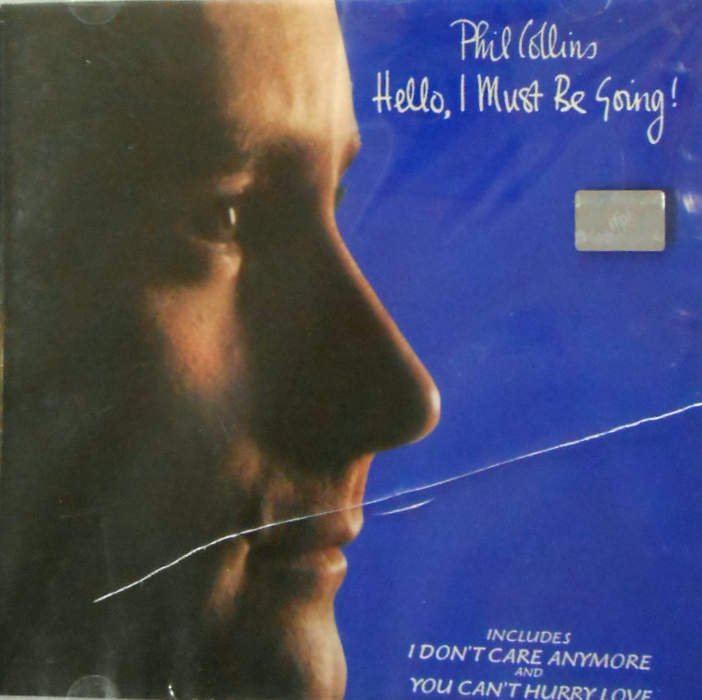 Phil Collins
Hello, I Must Be Going!
INCLUDES
I DON'T CARE ANYMORE
AND
YOU CAN'T HURRY LOVE